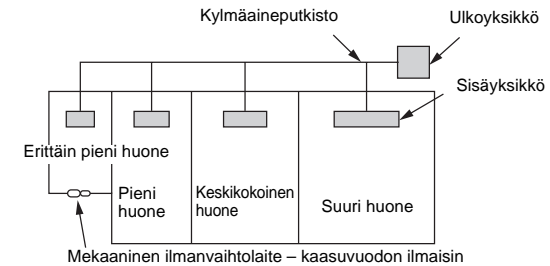 Kylmäaineputkisto
Ulkoyksikkö
Sisäyksikkö
Erittäin pieni huone
Pieni
huone
Keskikokoinen
huone
Suuri huone
Mekaaninen ilmanvaihtolaite – kaasuvuodon ilmaisin